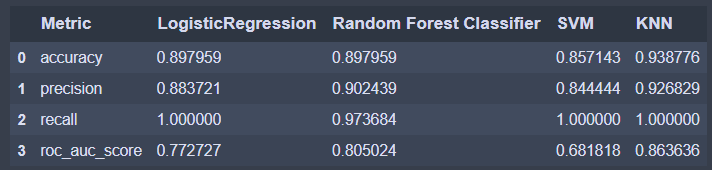 Metric LogisticRegression Random Forest Classifier SVM KNN
0 accuracy 0.897959 0.897959 0.857143 0.938776
1 precision 0.883721 0.902439 0.844444 0.926829
2 recall 1.000000 0.973684 1.000000 1.000000
3 roc_auc_score 0.772727 0.805024 0.681818 0.863636